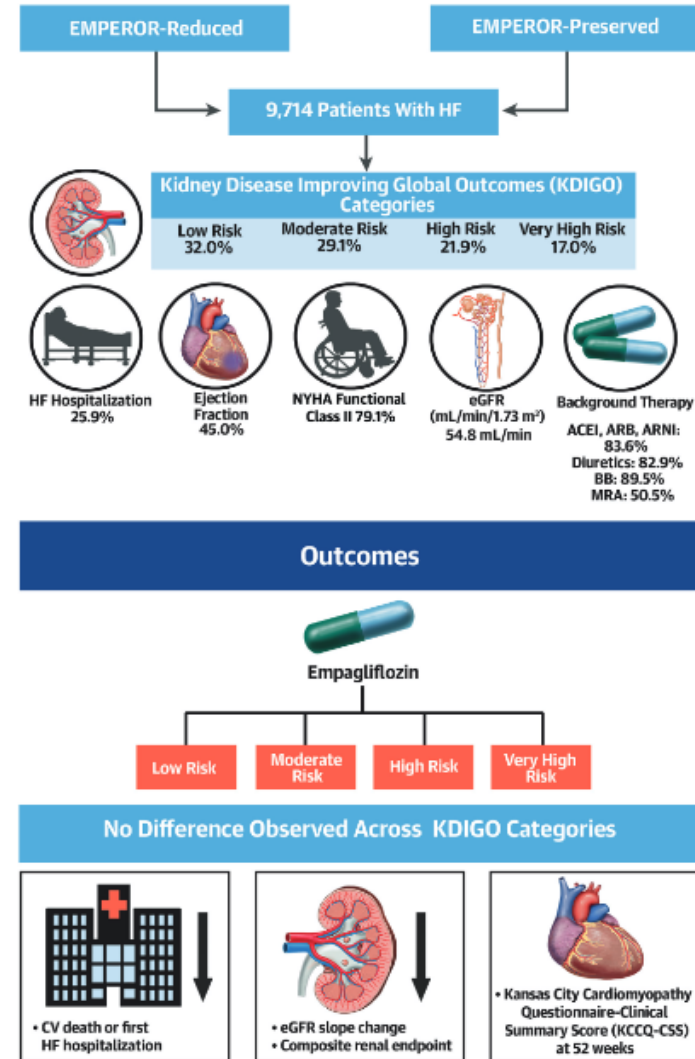 EMPEROR-Reduced
EMPEROR-Preserved
9,714 Patients With HF
Kidney Disease Improving Global Outcomes (KDIGO)
Categories
Low Risk
32.0%
Moderate Risk
29.1%
High Risk
21.9%
Very High Risk
17.0%
HF Hospitalization
25.9%
Ejection
Fraction
45.0%
NYHA Functional
Class II 79.1%
eGFR
(mL/min/1.73 m²)
54.8 mL/min
Background Therapy
ACEI, ARB, ARNI:
83.6%
Diuretics: 82.9%
BB: 89.5%
MRA: 50.5%
Outcomes
Empagliflozin
Low Risk
Moderate
Risk
High Risk
Very High
Risk
No Difference Observed Across KDIGO Categories
• CV death or first
HF hospitalization
• eGFR slope change
• Composite renal endpoint
• Kansas City Cardiomyopathy
Questionnaire-Clinical
Summary Score (KCCQ-CSS)
at 52 weeks